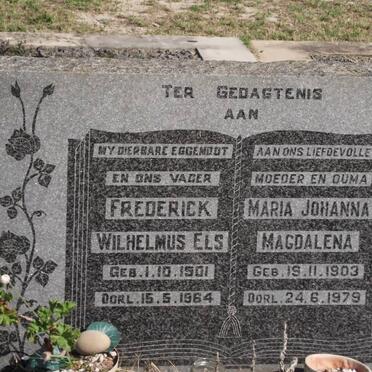 TER GEDAGTENIS
AAN
MY DIERBARE EGGENOOT
EN ONS VADER
FREDERICK
WILHELMUS ELS
GEB. 1.10.1901
OORL. 15.5.1964
AAN ONS LIEFDEVOLLE
MOEDER EN OUMA
MARIA JOHANNA
MAGDALENA
GEB. 19.11.1903
OORL. 24.6.1979